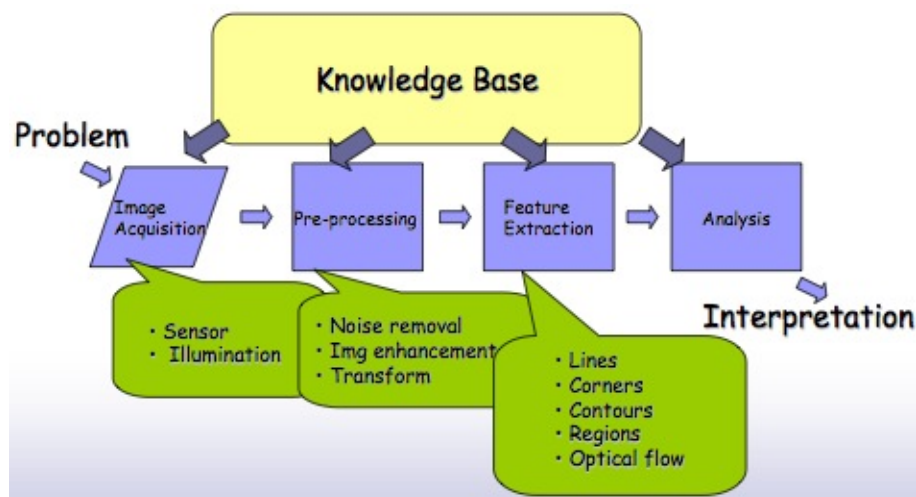 Knowledge Base
Problem
Image
Acquisition
Pre-processing
Feature
Extraction
Analysis
Interpretation
• Sensor
• Illumination
• Noise removal
• Img enhancement
• Transform
• Lines
• Corners
• Contours
• Regions
• Optical flow